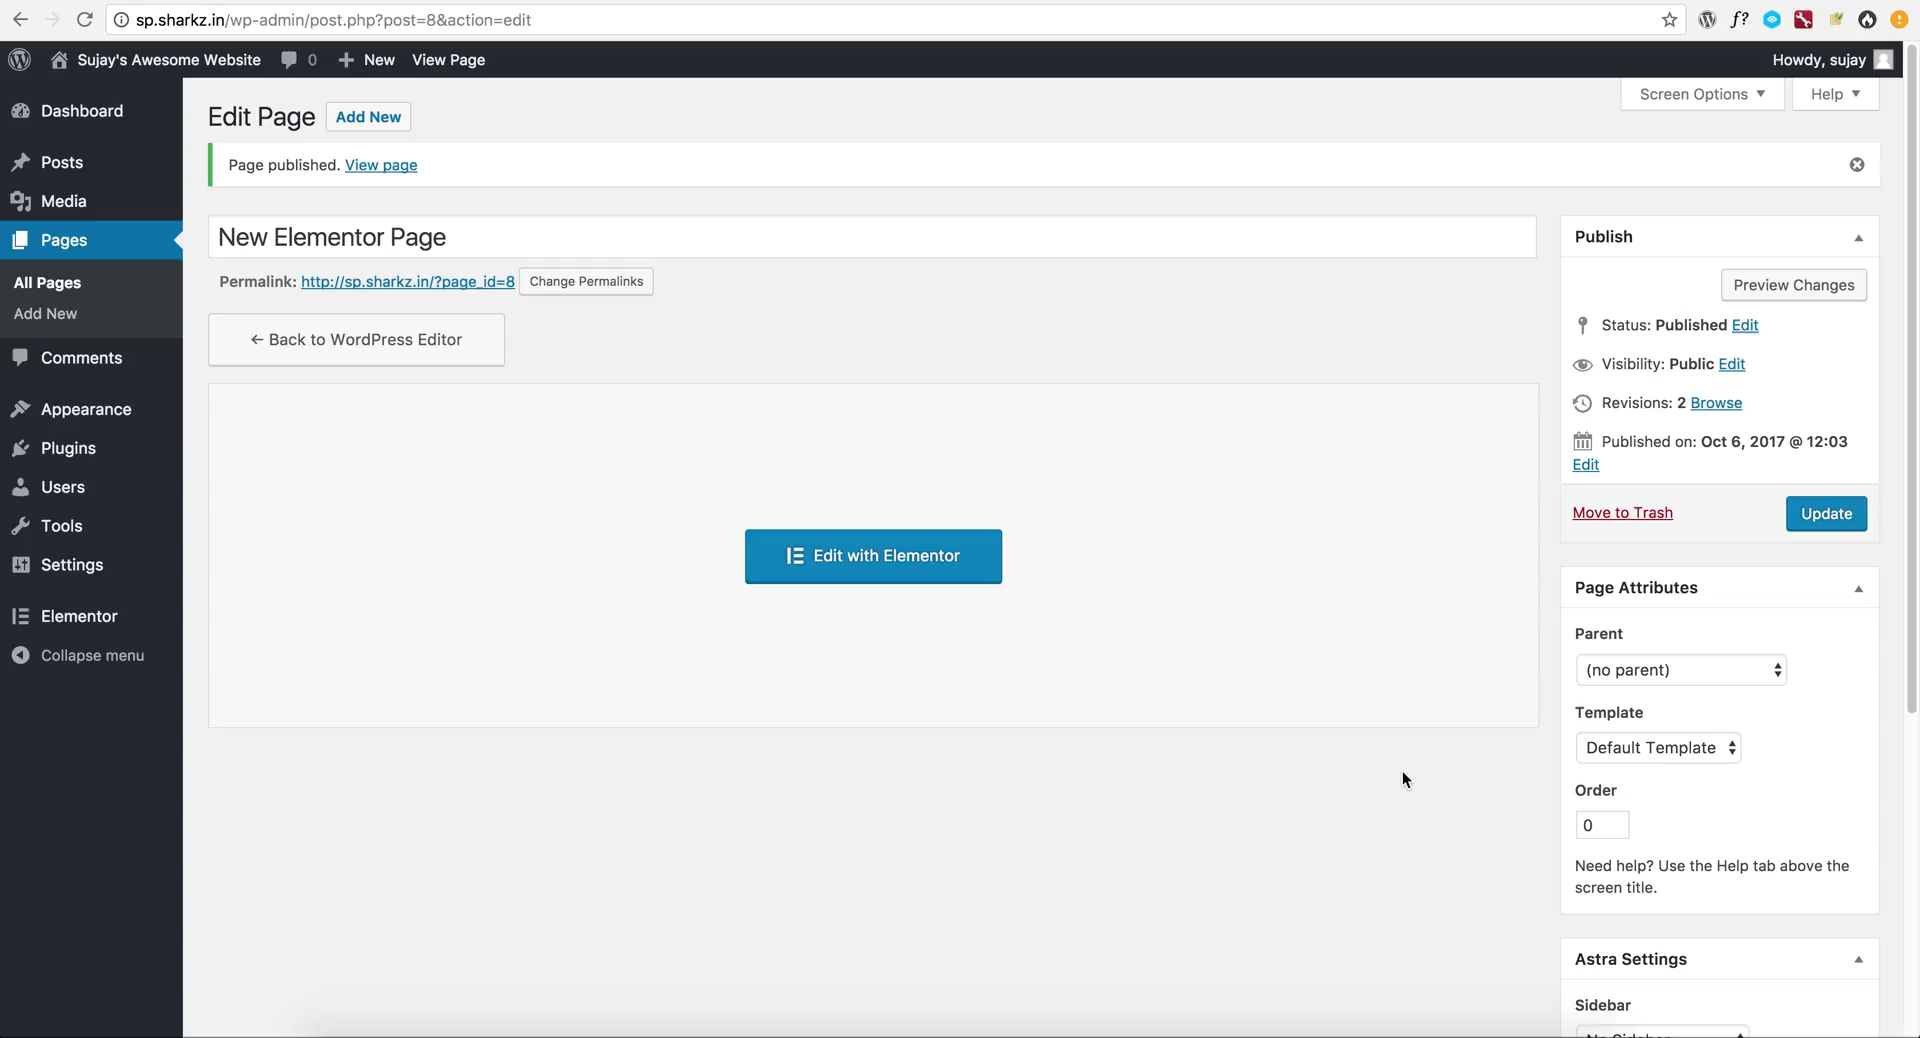 sp.sharkz.in/wp-admin/post.php?post=8&action=edit
f?
Sujay's Awesome Website
0
New
View Page
Howdy, sujay
Dashboard
Posts
Media
Pages
All Pages
Add New
Comments
Appearance
Plugins
Users
Tools
Settings
Elementor
Collapse menu
Screen Options
Help
Edit Page
Add New
Page published. View page
New Elementor Page
Permalink: http://sp.sharkz.in/?page_id=8
Change Permalinks
← Back to WordPress Editor
Edit with Elementor
Publish
Preview Changes
Status: Published Edit
Visibility: Public Edit
Revisions: 2 Browse
Published on: Oct 6, 2017 @ 12:03
Edit
Move to Trash
Update
Page Attributes
Parent
(no parent)
Template
Default Template
Order
0
Need help? Use the Help tab above the
screen title.
Astra Settings
Sidebar